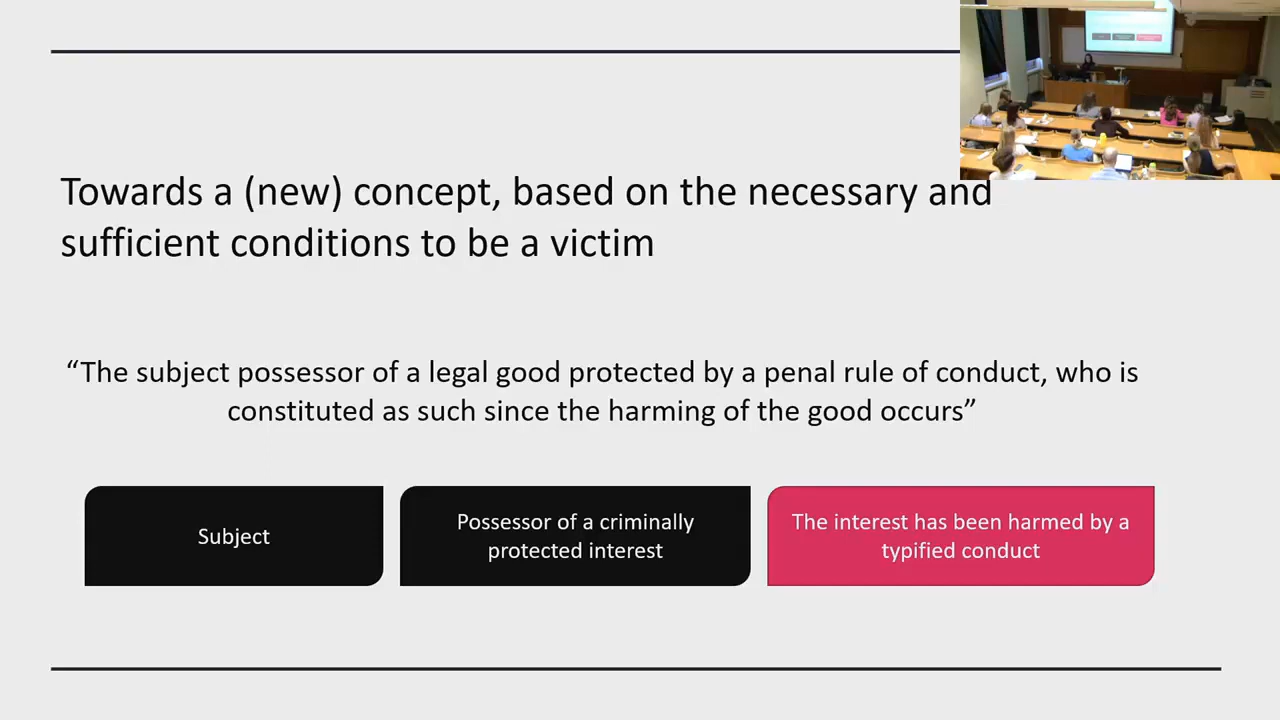 Towards a (new) concept, based on the necessary and
sufficient conditions to be a victim
“The subject possessor of a legal good protected by a penal rule of conduct, who is
constituted as such since the harming of the good occurs”
Subject
Possessor of a criminally
protected interest
The interest has been harmed by a
typified conduct